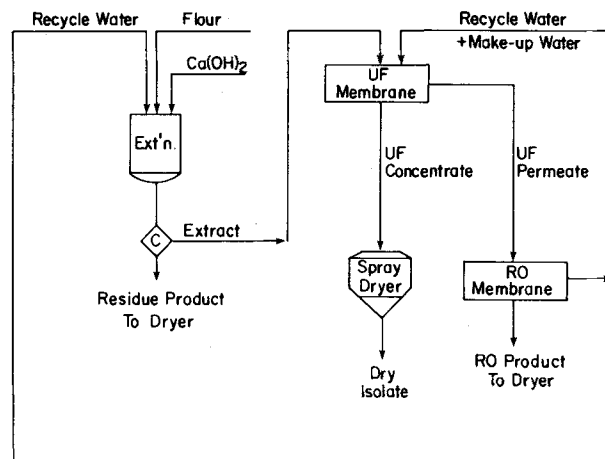 Recycle Water
Flour
Ca(OH)2
Ext'n.
C
Extract
Residue Product
To Dryer
Recycle Water
+Make-up Water
UF
Membrane
UF
Concentrate
UF
Permeate
Spray
Dryer
RO
Membrane
Dry
Isolate
RO Product
To Dryer